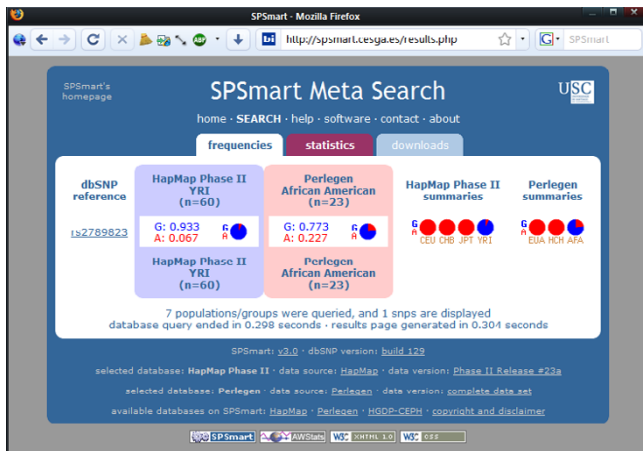 SPSmart - Mozilla Firefox
http://spsmart.cesga.es/results.php
SPSmart
SPSmart's
homepage
SPSmart Meta Search
USC
home · SEARCH · help · software · contact · about
frequencies statistics downloads
dbSNP
reference
HapMap Phase II
YRI
(n=60)
Perlegen
African American
(n=23)
HapMap Phase II
summaries
Perlegen
summaries
rs2789823
G: 0.933
A: 0.067
G
A
G: 0.773
A: 0.227
G
A
G
A
CEU CHB JPT YRI
G
A
EUA HCH AFA
HapMap Phase II
YRI
(n=60)
Perlegen
African American
(n=23)
7 populations/groups were queried, and 1 snps are displayed
database query ended in 0.298 seconds · results page generated in 0.304 seconds
SPSmart: v3.0 · dbSNP version: build 129
selected database: HapMap Phase II · data source: HapMap · data version: Phase II Release #23a
selected database: Perlegen · data source: Perlegen · data version: complete data set
available databases on SPSmart: HapMap · Perlegen · HGDP-CEPH · copyright and disclaimer
SPSmart AWStats W3C XHTML 1.0 W3C CSS